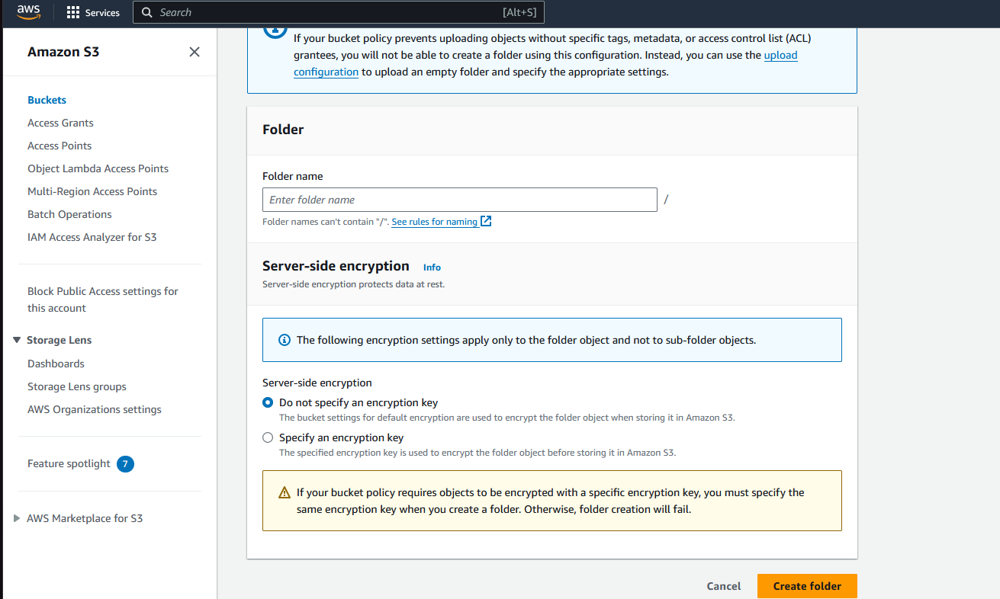 aws
Services
Search
[Alt+S]
Amazon S3
Buckets
Access Grants
Access Points
Object Lambda Access Points
Multi-Region Access Points
Batch Operations
IAM Access Analyzer for S3
Block Public Access settings for
this account
Storage Lens
Dashboards
Storage Lens groups
AWS Organizations settings
Feature spotlight 7
AWS Marketplace for S3
If your bucket policy prevents uploading objects without specific tags, metadata, or access control list (ACL)
grantees, you will not be able to create a folder using this configuration. Instead, you can use the upload
configuration to upload an empty folder and specify the appropriate settings.
Folder
Folder name
Enter folder name
/
Folder names can't contain "/". See rules for naming
Server-side encryption Info
Server-side encryption protects data at rest.
The following encryption settings apply only to the folder object and not to sub-folder objects.
Server-side encryption
Do not specify an encryption key
The bucket settings for default encryption are used to encrypt the folder object when storing it in Amazon S3.
Specify an encryption key
The specified encryption key is used to encrypt the folder object before storing it in Amazon S3.
If your bucket policy requires objects to be encrypted with a specific encryption key, you must specify the
same encryption key when you create a folder. Otherwise, folder creation will fail.
Cancel
Create folder